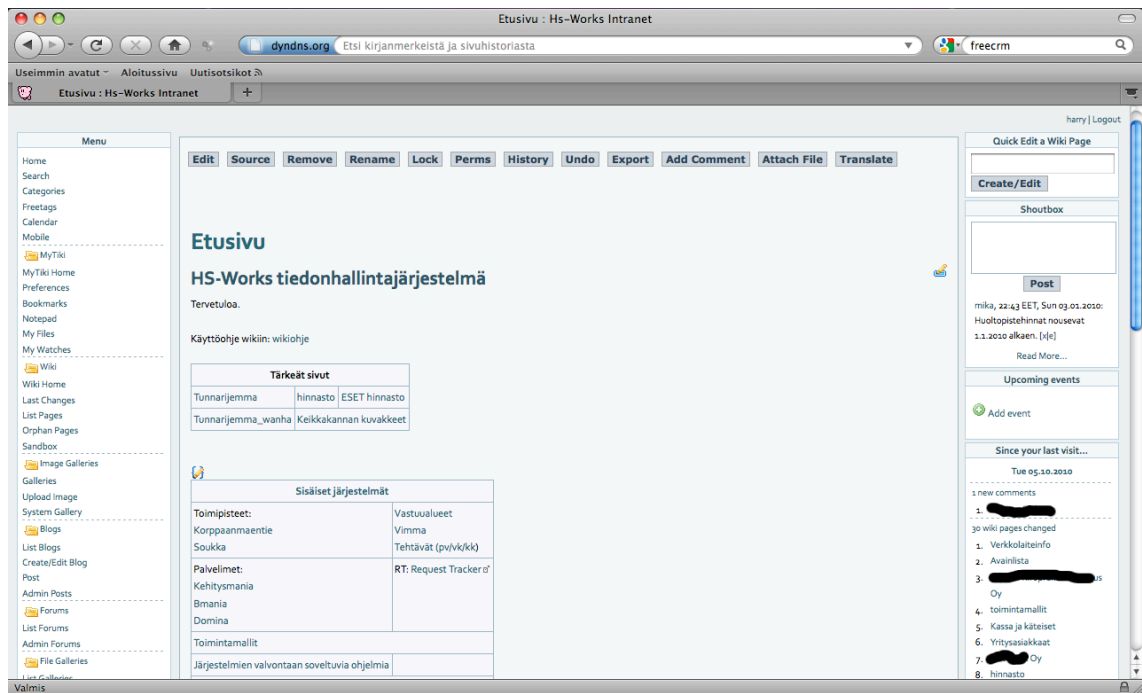 Etusivu : Hs-Works Intranet
dyndns.org Etsi kirjanmerkeistä ja sivuhistoriasta
freecrm
Useimmin avatut Aloitussivu Uutisotsikot
Etusivu : Hs-Works Intranet +
harry | Logout
Menu
Home
Search
Categories
Freetags
Calendar
Mobile
MyTiki
MyTiki Home
Preferences
Bookmarks
Notepad
My Files
My Watches
Wiki
Wiki Home
Last Changes
List Pages
Orphan Pages
Sandbox
Image Galleries
Galleries
Upload Image
System Gallery
Blogs
List Blogs
Create/Edit Blog
Post
Admin Posts
Forums
List Forums
Admin Forums
File Galleries
List Galleries
Edit Source Remove Rename Lock Perms History Undo Export Add Comment Attach File Translate
Etusivu
HS-Works tiedonhallintajärjestelmä
Tervetuloa.
Käyttöohje wikiin: wikiohje
Tärkeät sivut
Tunnarijemma hinnasto ESET hinnasto
Tunnarijemma_wanha Keikkakannan kuvakkeet
Sisäiset järjestelmät
Toimipisteet: Vastuualueet
Korppaanmaentie Vimma
Soukka Tehtävät (pv/vk/kk)
Palvelimet: RT: Request Tracker
Kehitysmania
Bmania
Domina
Toimintamallit
Järjestelmien valvontaan soveltuvia ohjelmia
Quick Edit a Wiki Page
Create/Edit
Shoutbox
Post
mika, 22:43 EET, Sun 03.01.2010:
Huoltopistehinnat nousevat
1.1.2010 alkaen. [x|e]
Read More...
Upcoming events
Add event
Since your last visit...
Tue 05.10.2010
1 new comments
1.
30 wiki pages changed
1. Verkkolaiteinfo
2. Avainlista
3. us
Oy
4. toimintamallit
5. Kassa ja käteiset
6. Yritysasiakkaat
7. Oy
8. hinnasto
Valmis